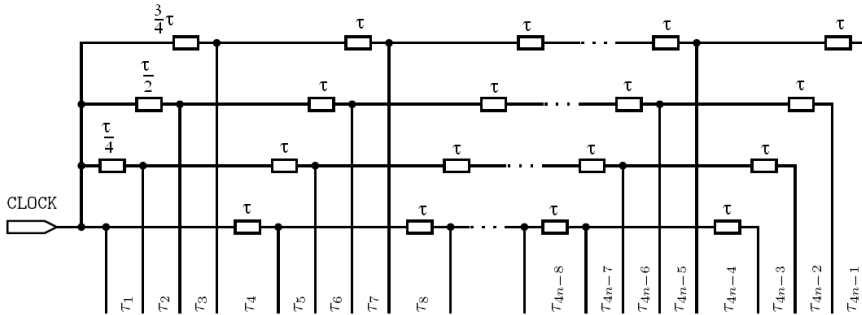 3/4 τ τ τ τ τ
τ/2 τ τ τ τ
τ/4 τ τ τ τ
CLOCK τ τ τ τ
τ₁ τ₂ τ₃ τ₄ τ₅ τ₆ τ₇ τ₈ τ₄ₙ₋₈ τ₄ₙ₋₇ τ₄ₙ₋₆ τ₄ₙ₋₅ τ₄ₙ₋₄ τ₄ₙ₋₃ τ₄ₙ₋₂ τ₄ₙ₋₁